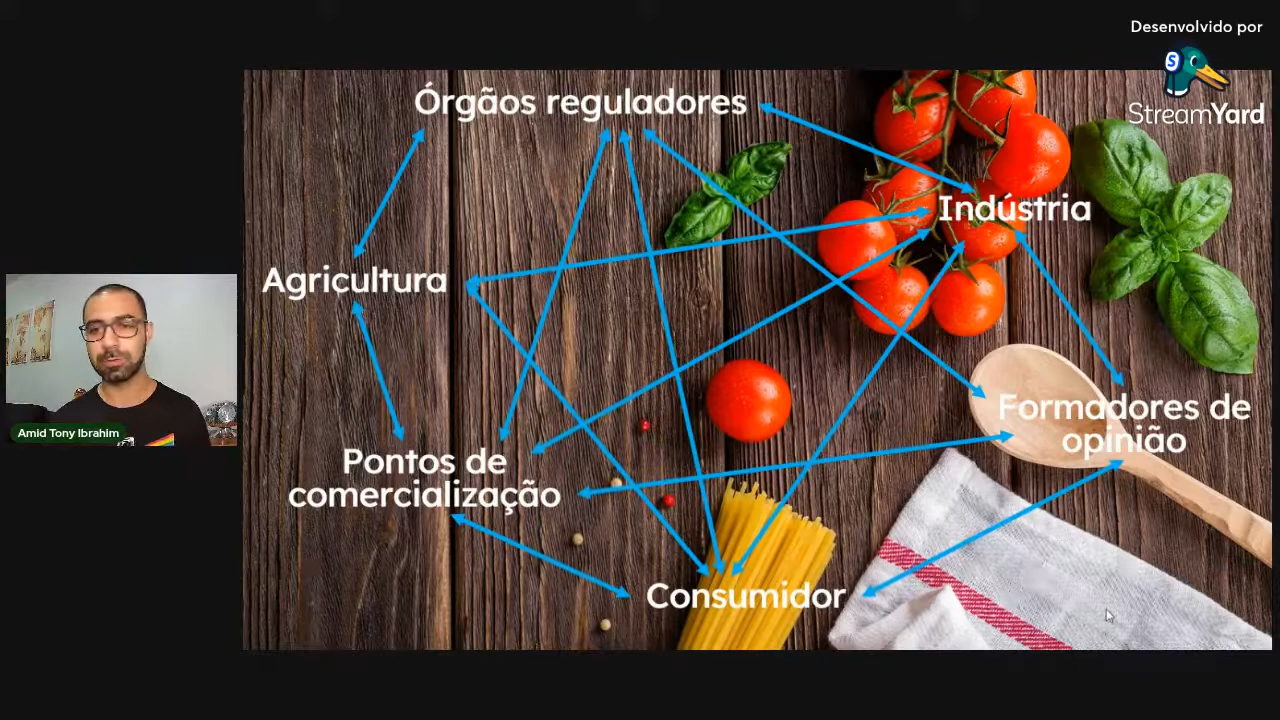 Desenvolvido por
StreamYard
Órgãos reguladores
Indústria
Agricultura
Formadores de
opinião
Pontos de
comercialização
Consumidor
Amid Tony Ibrahim